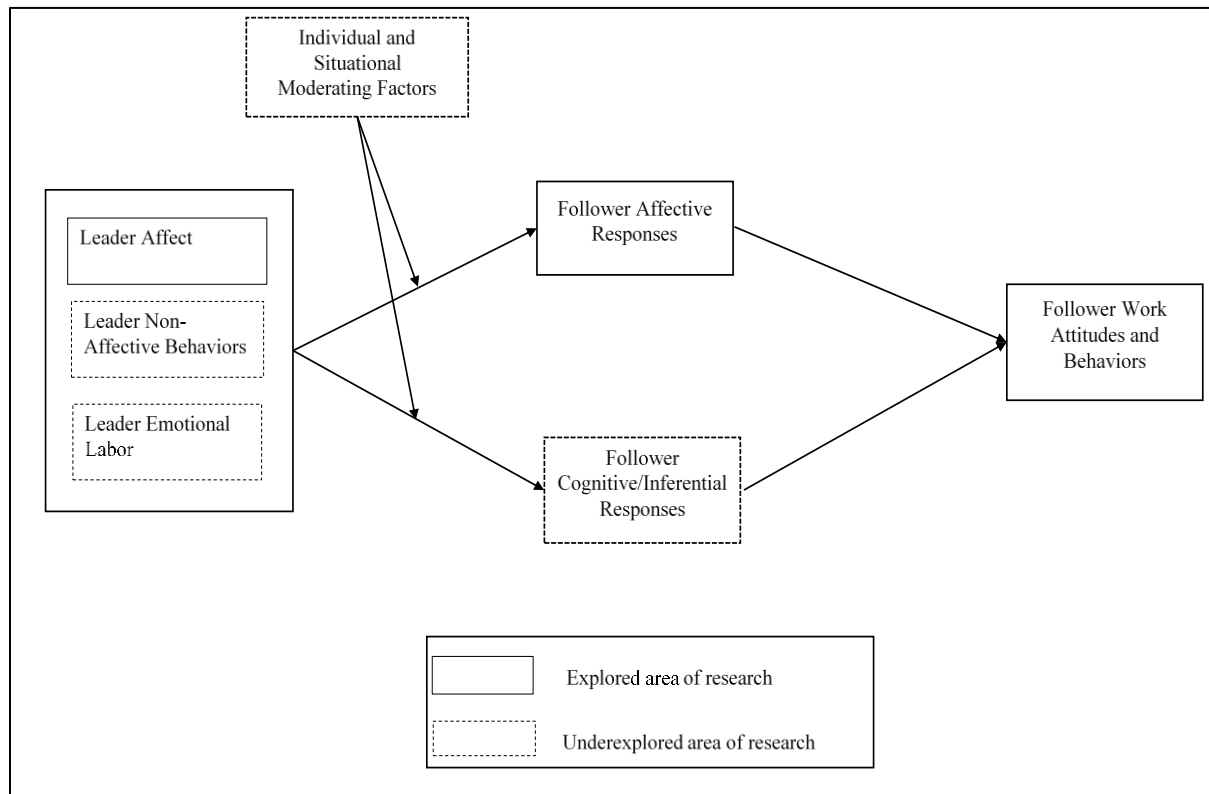 Individual and
Situational
Moderating Factors
Leader Affect
Leader Non-
Affective Behaviors
Leader Emotional
Labor
Follower Affective
Responses
Follower
Cognitive/Inferential
Responses
Follower Work
Attitudes and
Behaviors
Explored area of research
Underexplored area of research